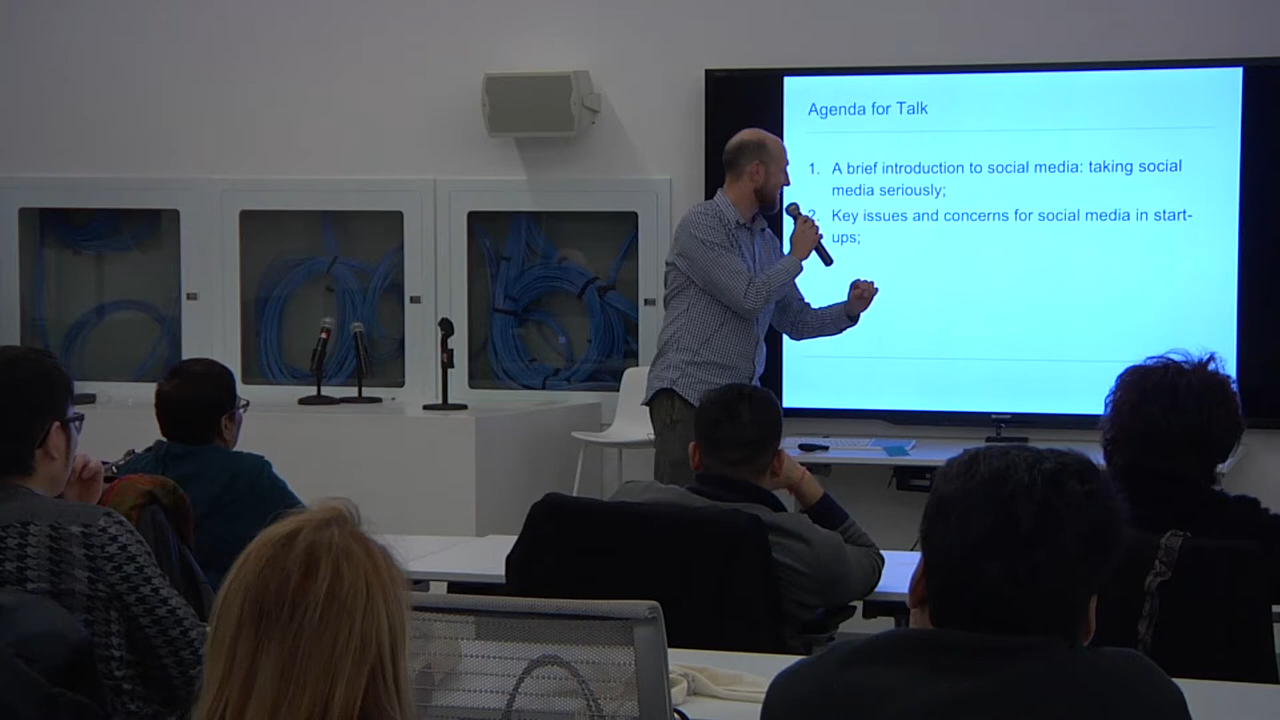 Agenda for Talk
1. A brief introduction to social media: taking social
media seriously;
2. Key issues and concerns for social media in start-
ups;
SHARP